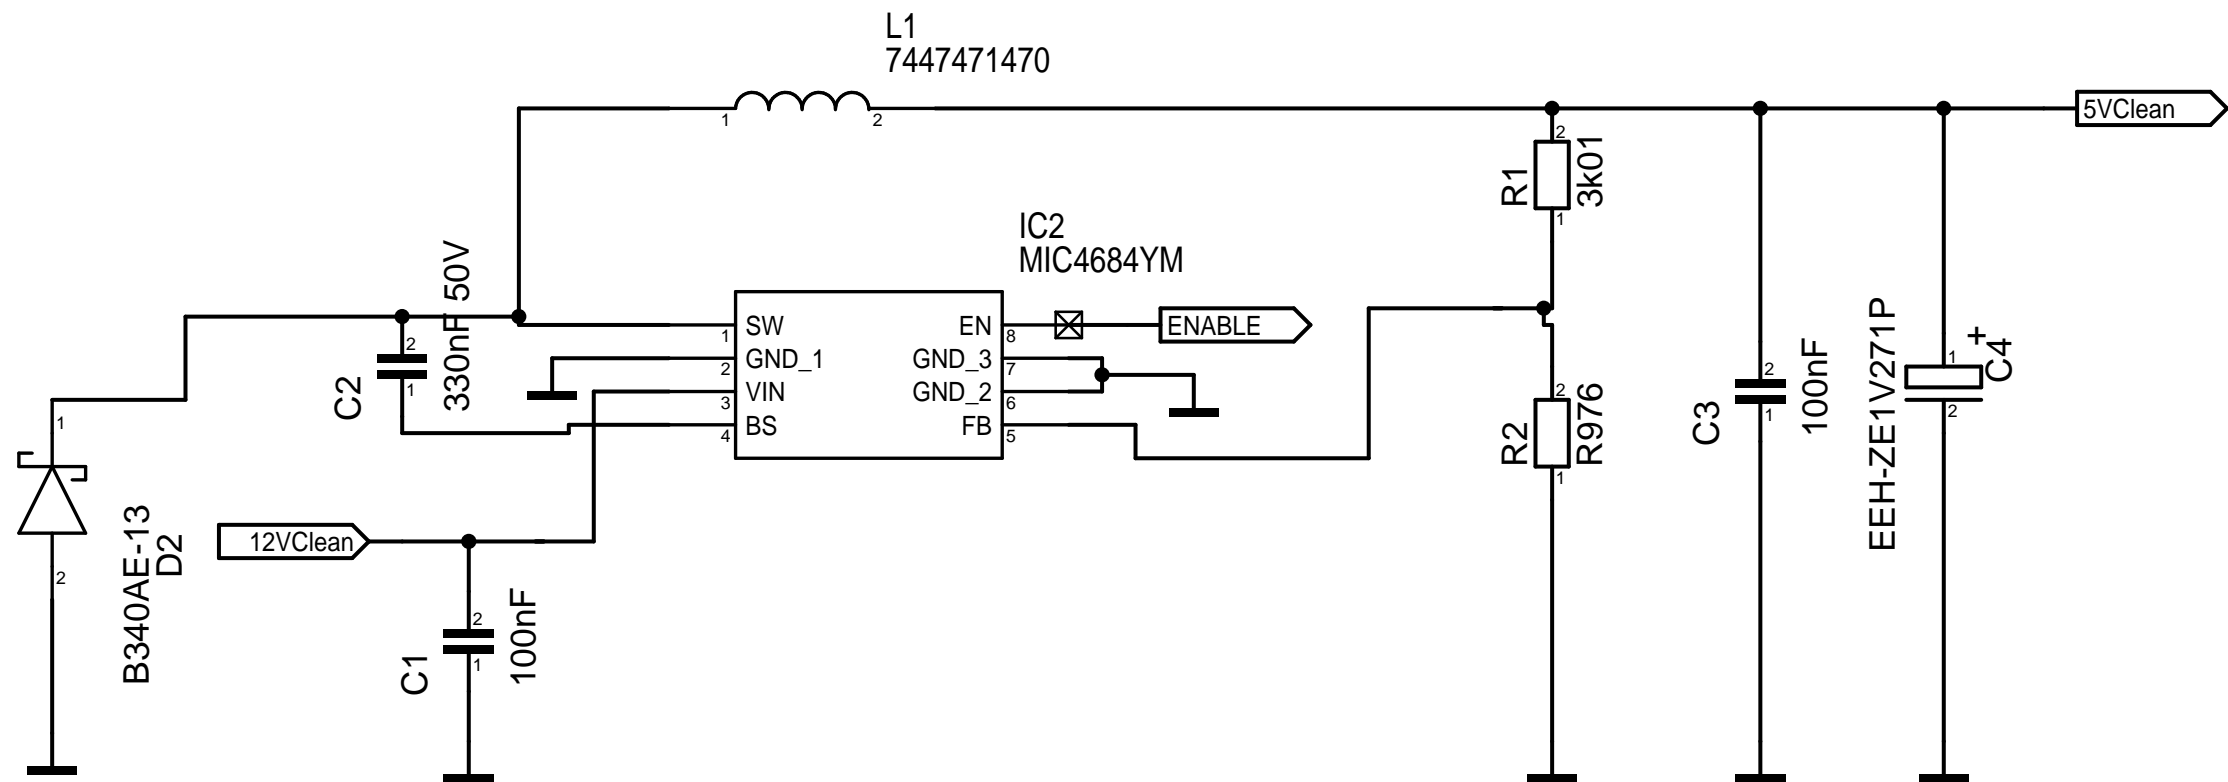 L1
7447471470
1
2
5VClean
2
R1
3k01
1
IC2
MIC4684YM
330nF 50V
C2
2
1
SW
1
GND_1
2
VIN
3
BS
4
EN
8
GND_3
7
GND_2
6
FB
5
ENABLE
2
R2
R976
1
2
C3
100nF
1
EEH-ZE1V271P
+
C4
1
2
1
2
B340AE-13
D2
12VClean
2
C1
100nF
1